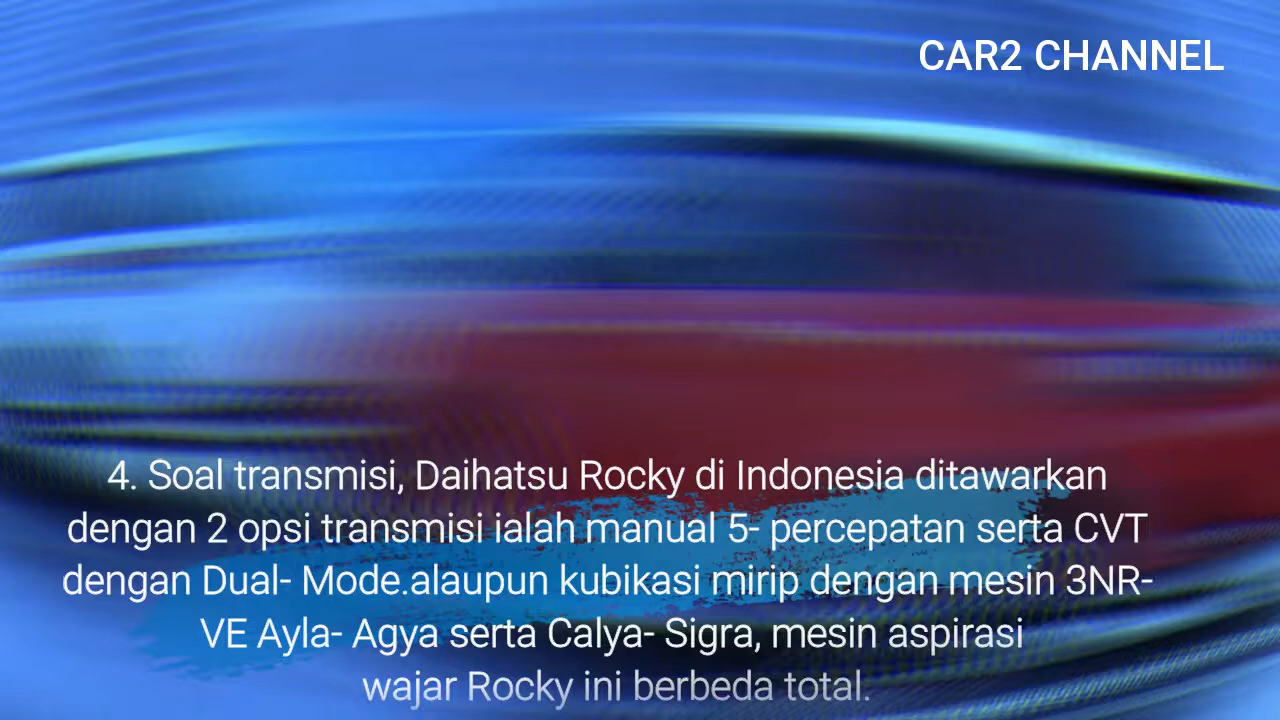 CAR2 CHANNEL
4. Soal transmisi, Daihatsu Rocky di Indonesia ditawarkan
dengan 2 opsi transmisi ialah manual 5- percepatan serta CVT
dengan Dual- Mode.alaupun kubikasi mirip dengan mesin 3NR-
VE Ayla- Agya serta Calya- Sigra, mesin aspirasi
wajar Rocky ini berbeda total.